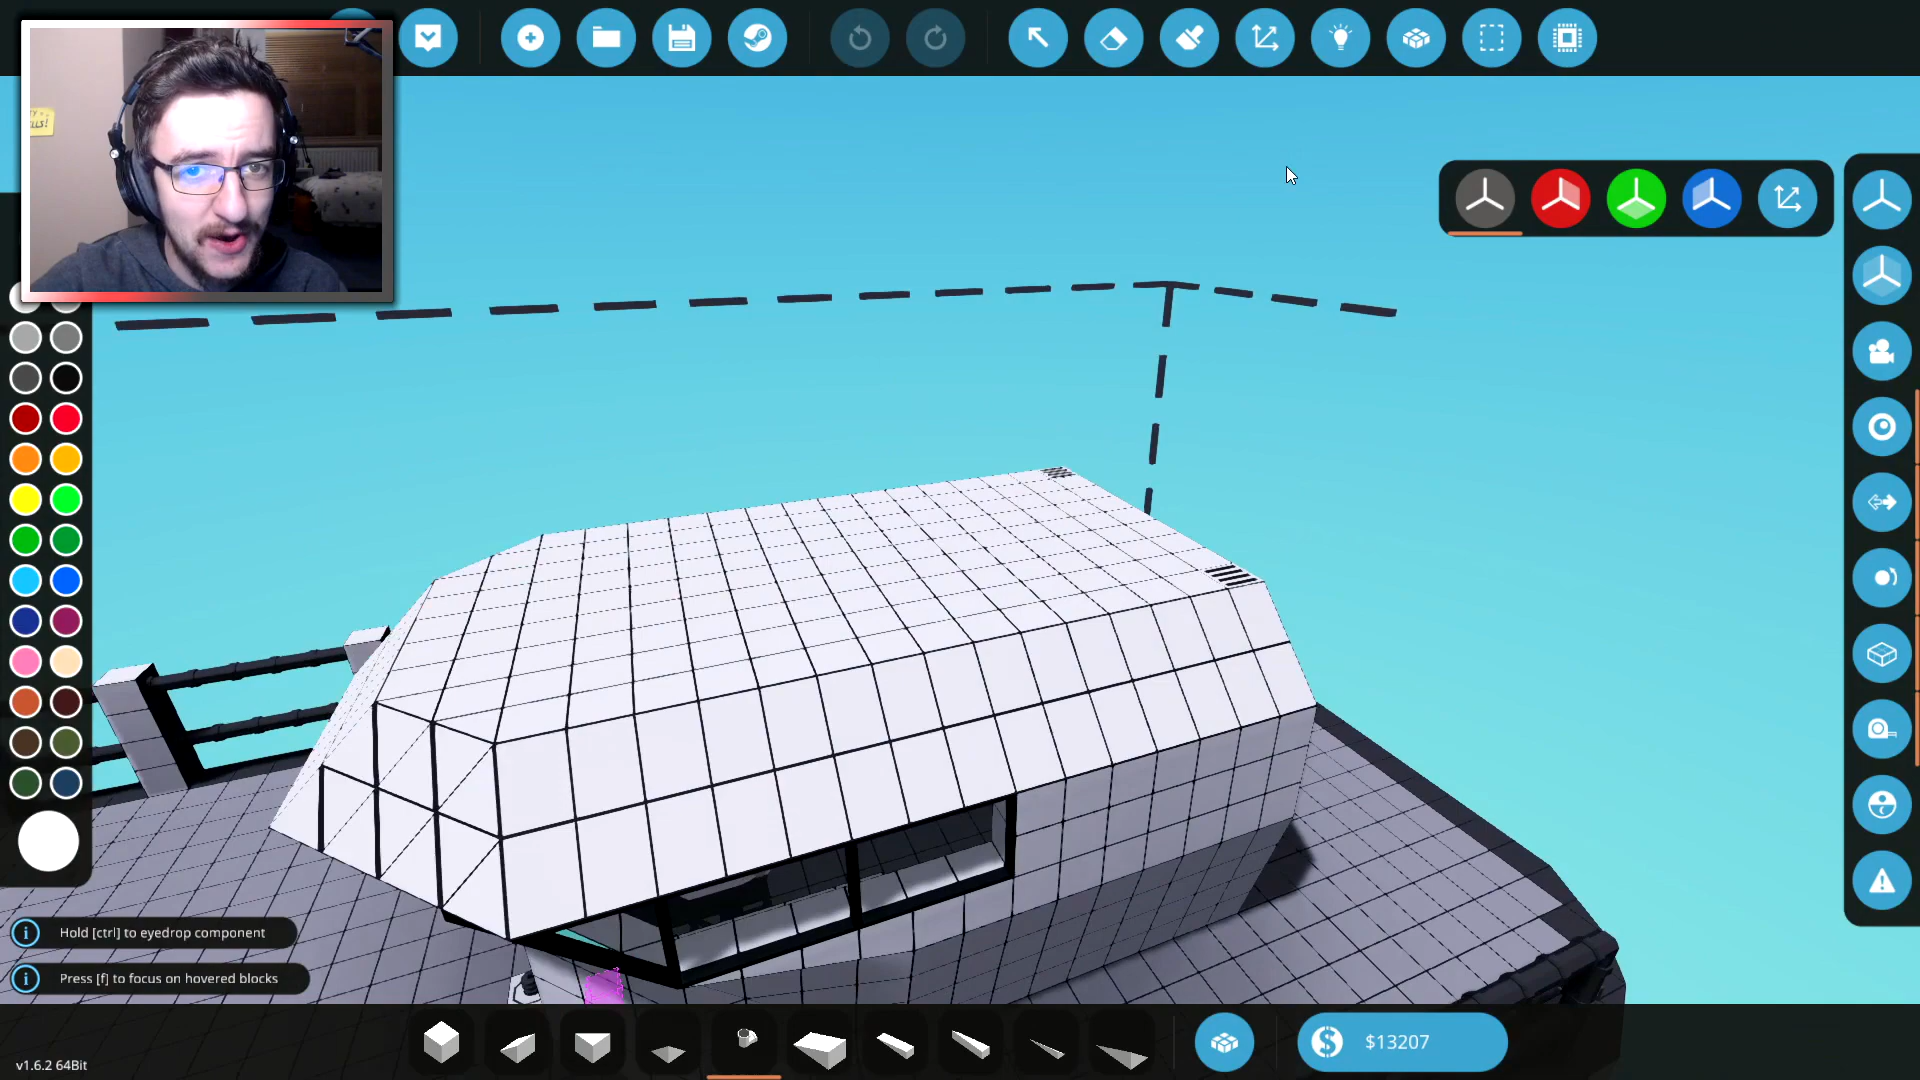 Hold [ctrl] to eyedrop component
Press [f] to focus on hovered blocks
$13207
v1.6.2 64Bit